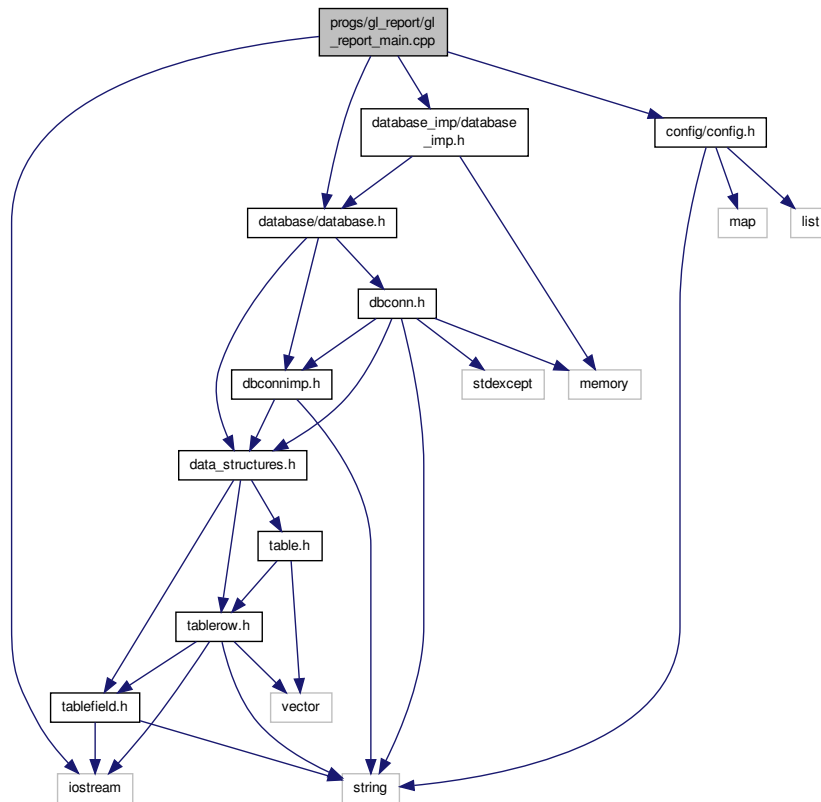 progs/gl_report/gl
_report_main.cpp
database_imp/database
_imp.h
config/config.h
database/database.h
map
list
dbconn.h
dbconnimp.h
stdexcept
memory
data_structures.h
table.h
tablerow.h
tablefield.h
vector
iostream
string